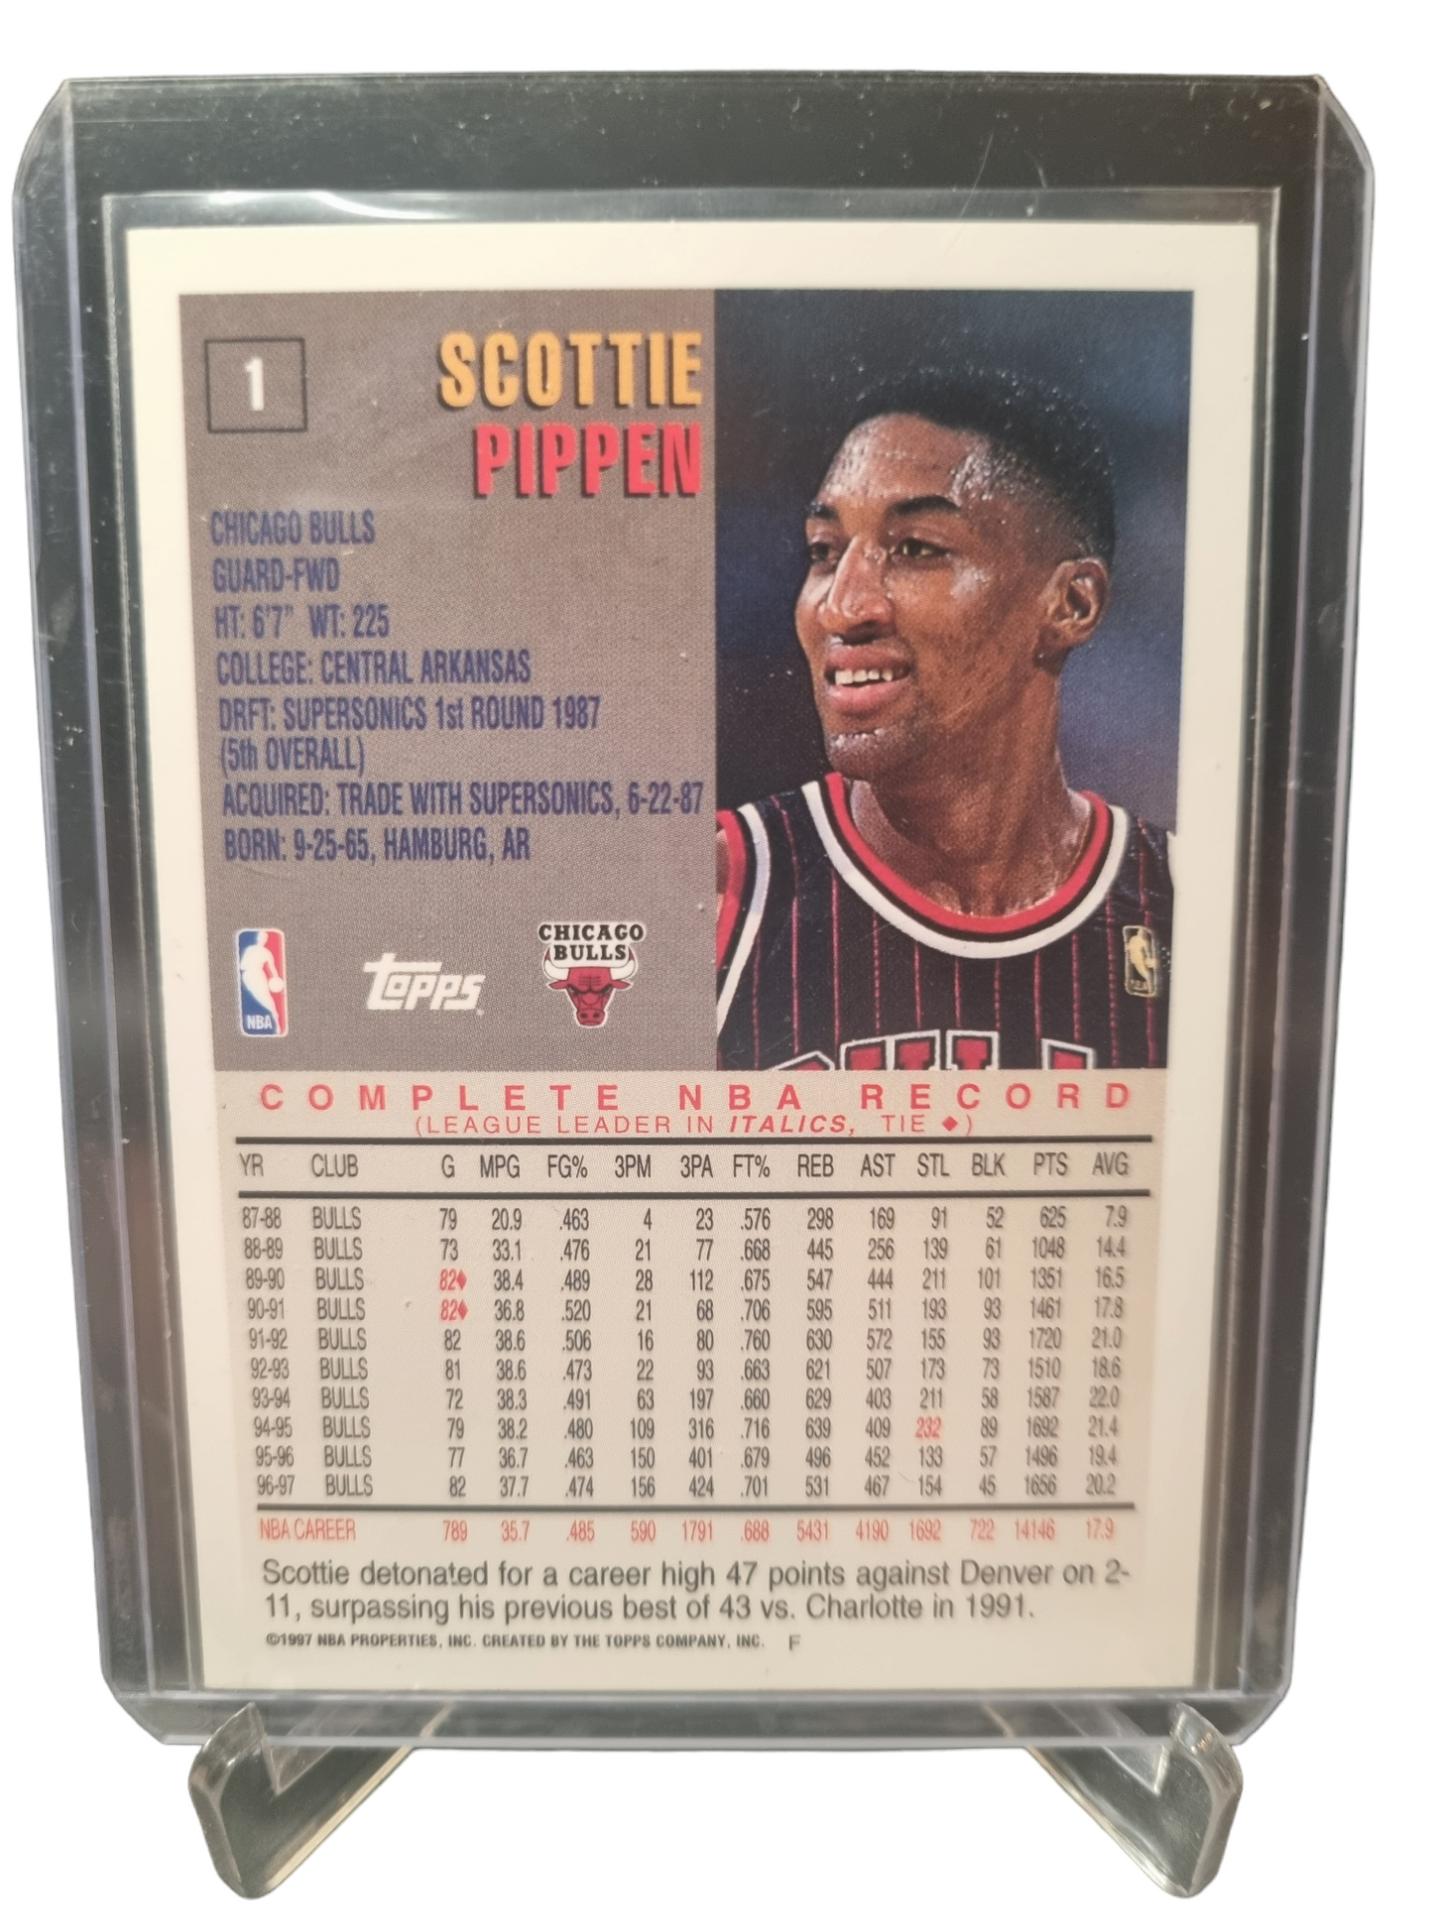 1
SCOTTIE
PIPPEN
CHICAGO BULLS
GUARD-FWD
HT: 6'7" WT: 225
COLLEGE: CENTRAL ARKANSAS
DRFT: SUPERSONICS 1st ROUND 1987
(5th OVERALL)
ACQUIRED: TRADE WITH SUPERSONICS, 6-22-87
BORN: 9-25-65, HAMBURG, AR
NBA
Topps
CHICAGO
BULLS
COMPLETE NBA RECORD
(LEAGUE LEADER IN ITALICS, TIE ♦)
YR CLUB G MPG FG% 3PM 3PA FT% REB AST STL BLK PTS AVG
87-88 BULLS 79 20.9 .463 4 23 .576 298 169 91 52 625 7.9
88-89 BULLS 73 33.1 .476 21 77 .668 445 256 139 61 1048 14.4
89-90 BULLS 82♦ 38.4 .489 28 112 .675 547 444 211 101 1351 16.5
90-91 BULLS 82♦ 36.8 .520 21 68 .706 595 511 193 93 1461 17.8
91-92 BULLS 82 38.6 .506 16 80 .760 630 572 155 93 1720 21.0
92-93 BULLS 81 38.6 .473 22 93 .663 621 507 173 73 1510 18.6
93-94 BULLS 72 38.3 .491 63 197 .660 629 403 211 58 1587 22.0
94-95 BULLS 79 38.2 .480 109 316 .716 639 409 232 89 1692 21.4
95-96 BULLS 77 36.7 .463 150 401 .679 496 452 133 57 1496 19.4
96-97 BULLS 82 37.7 .474 156 424 .701 531 467 154 45 1656 20.2
NBA CAREER 789 35.7 .485 590 1791 .688 5431 4190 1692 722 14146 17.9
Scottie detonated for a career high 47 points against Denver on 2-
11, surpassing his previous best of 43 vs. Charlotte in 1991.
©1997 NBA PROPERTIES, INC. CREATED BY THE TOPPS COMPANY, INC. F